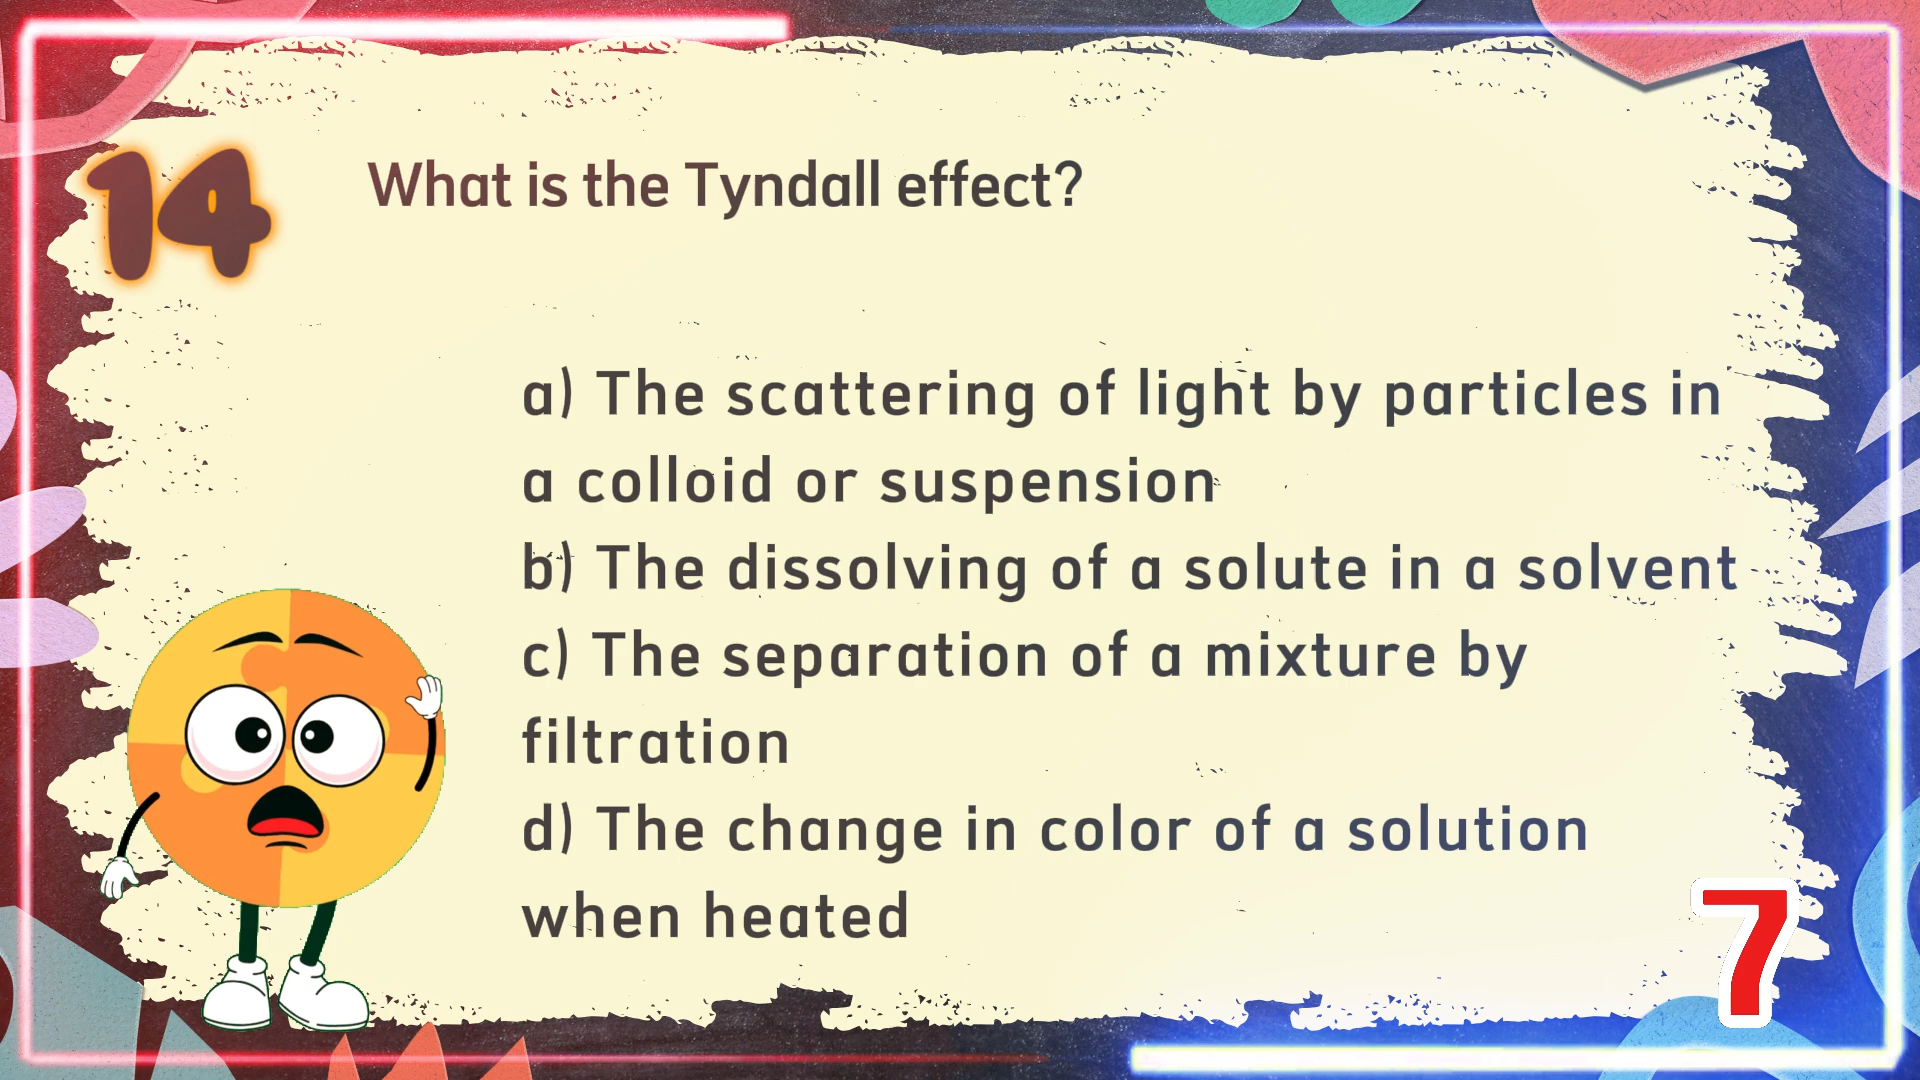 14
What is the Tyndall effect?
a) The scattering of light by particles in
a colloid or suspension
b) The dissolving of a solute in a solvent
c) The separation of a mixture by
filtration
d) The change in color of a solution
when heated
7